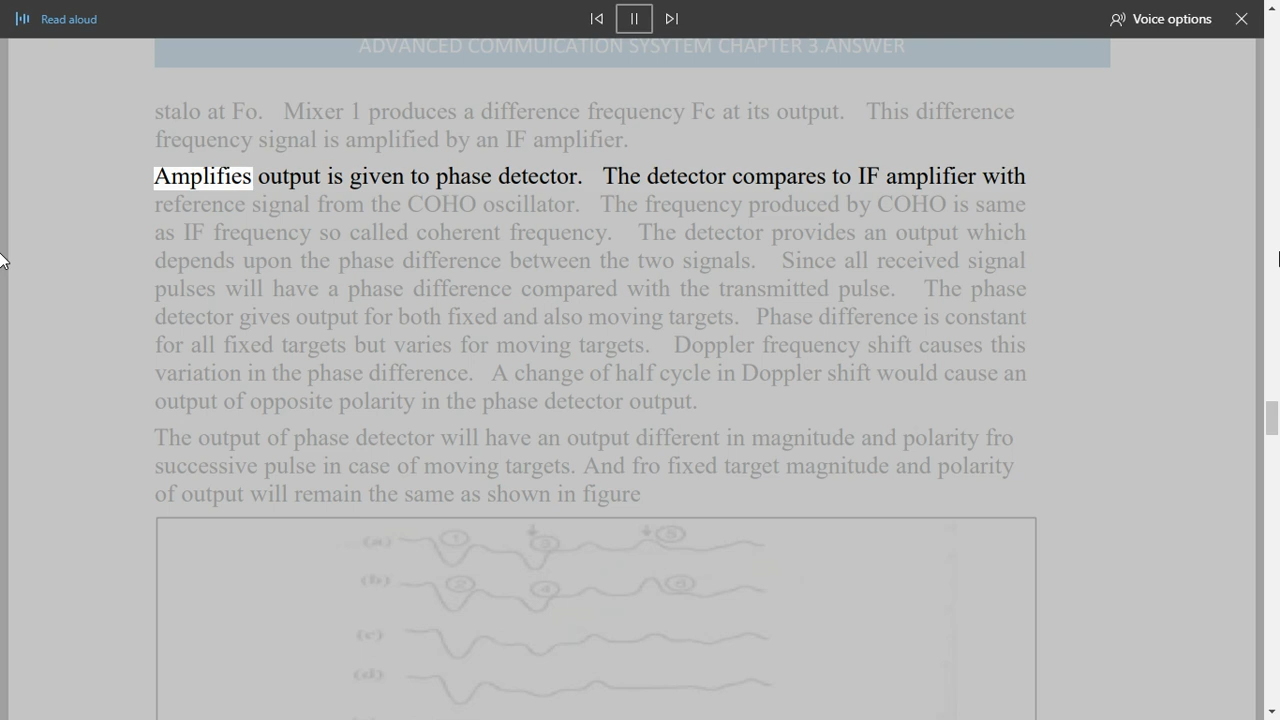 Read aloud
Voice options
ADVANCED COMMUICATION SYSYTEM CHAPTER 3.ANSWER
stalo at Fo. Mixer 1 produces a difference frequency Fc at its output. This difference
frequency signal is amplified by an IF amplifier.
Amplifies output is given to phase detector. The detector compares to IF amplifier with
reference signal from the COHO oscillator. The frequency produced by COHO is same
as IF frequency so called coherent frequency. The detector provides an output which
depends upon the phase difference between the two signals. Since all received signal
pulses will have a phase difference compared with the transmitted pulse. The phase
detector gives output for both fixed and also moving targets. Phase difference is constant
for all fixed targets but varies for moving targets. Doppler frequency shift causes this
variation in the phase difference. A change of half cycle in Doppler shift would cause an
output of opposite polarity in the phase detector output.
The output of phase detector will have an output different in magnitude and polarity fro
successive pulse in case of moving targets. And fro fixed target magnitude and polarity
of output will remain the same as shown in figure
(a) 1 3 5
(b) 2 4 6
(c)
(d)